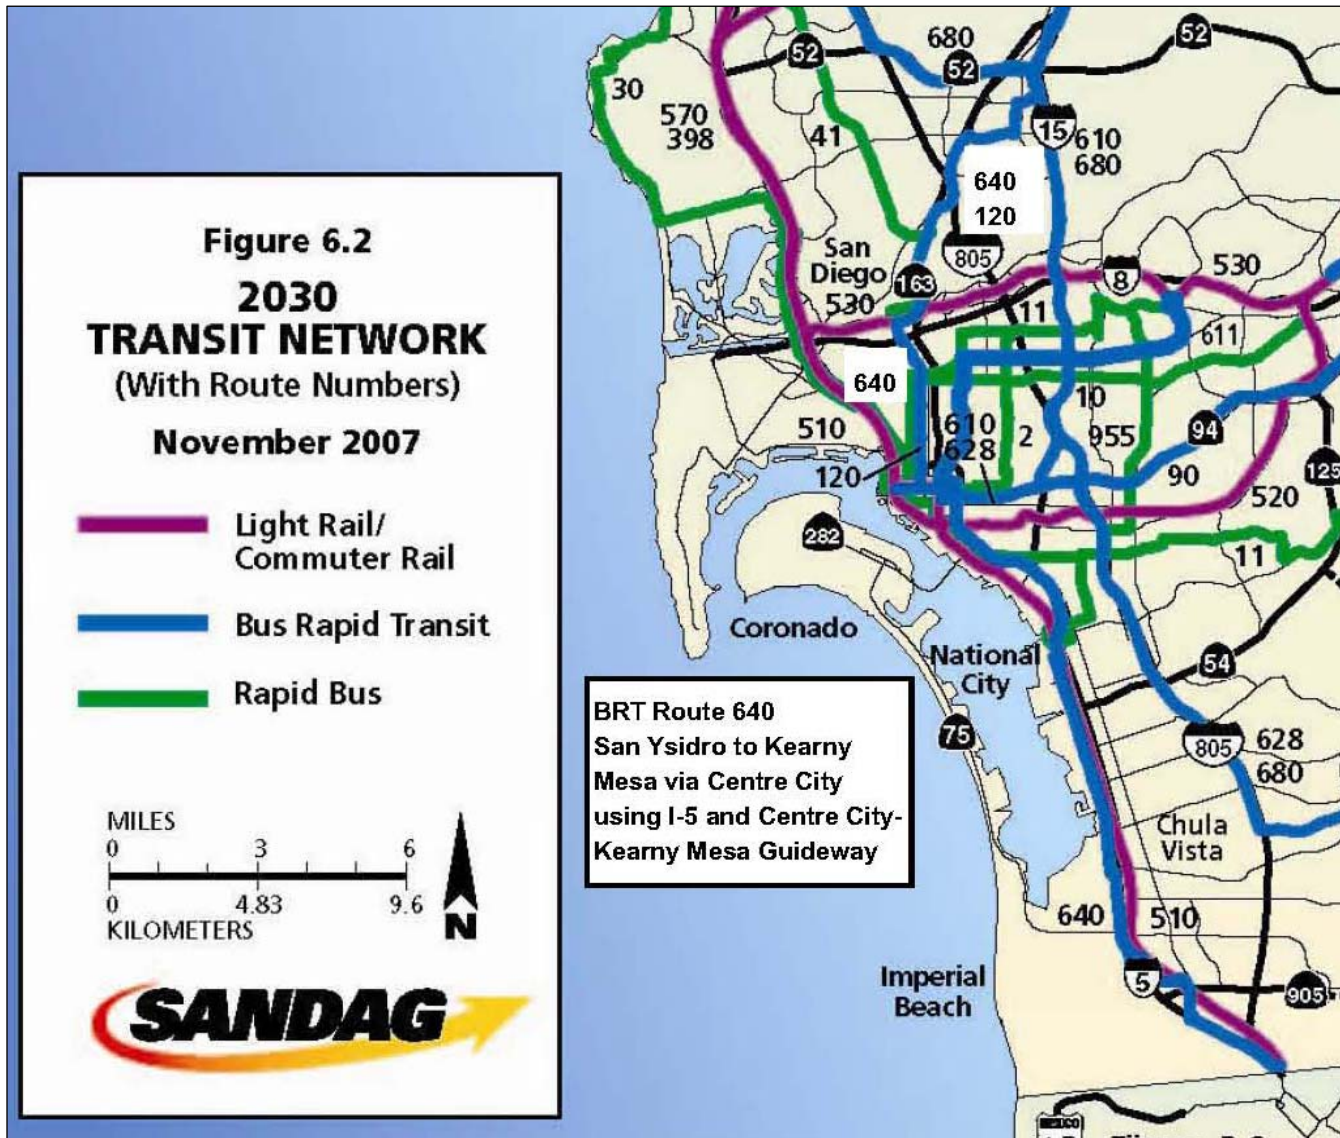 Figure 6.2
2030
TRANSIT NETWORK
(With Route Numbers)
November 2007
Light Rail/
Commuter Rail
Bus Rapid Transit
Rapid Bus
MILES
0 3 6
0 4.83 9.6
KILOMETERS
N
SANDAG
52
680
52
52
30
570
398
41
15
610
680
640
120
San
Diego
805
163
8
530
530
11
611
640
10
510
610
628
2
955
94
120
90
125
520
282
11
Coronado
National
City
54
BRT Route 640
San Ysidro to Kearny
Mesa via Centre City
using I-5 and Centre City-
Kearny Mesa Guideway
75
805
628
680
Chula
Vista
640
510
Imperial
Beach
5
905
MEXICO